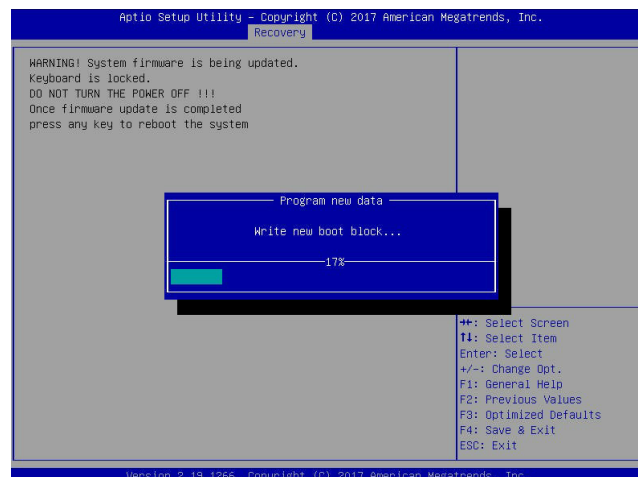 Aptio Setup Utility – Copyright (C) 2017 American Megatrends, Inc.
Recovery
WARNING! System firmware is being updated.
Keyboard is locked.
DO NOT TURN THE POWER OFF !!!
Once firmware update is completed
press any key to reboot the system
Program new data
Write new boot block...
17%
→←: Select Screen
↑↓: Select Item
Enter: Select
+/-: Change Opt.
F1: General Help
F2: Previous Values
F3: Optimized Defaults
F4: Save & Exit
ESC: Exit
Version 2.19.1266. Copyright (C) 2017 American Megatrends, Inc.